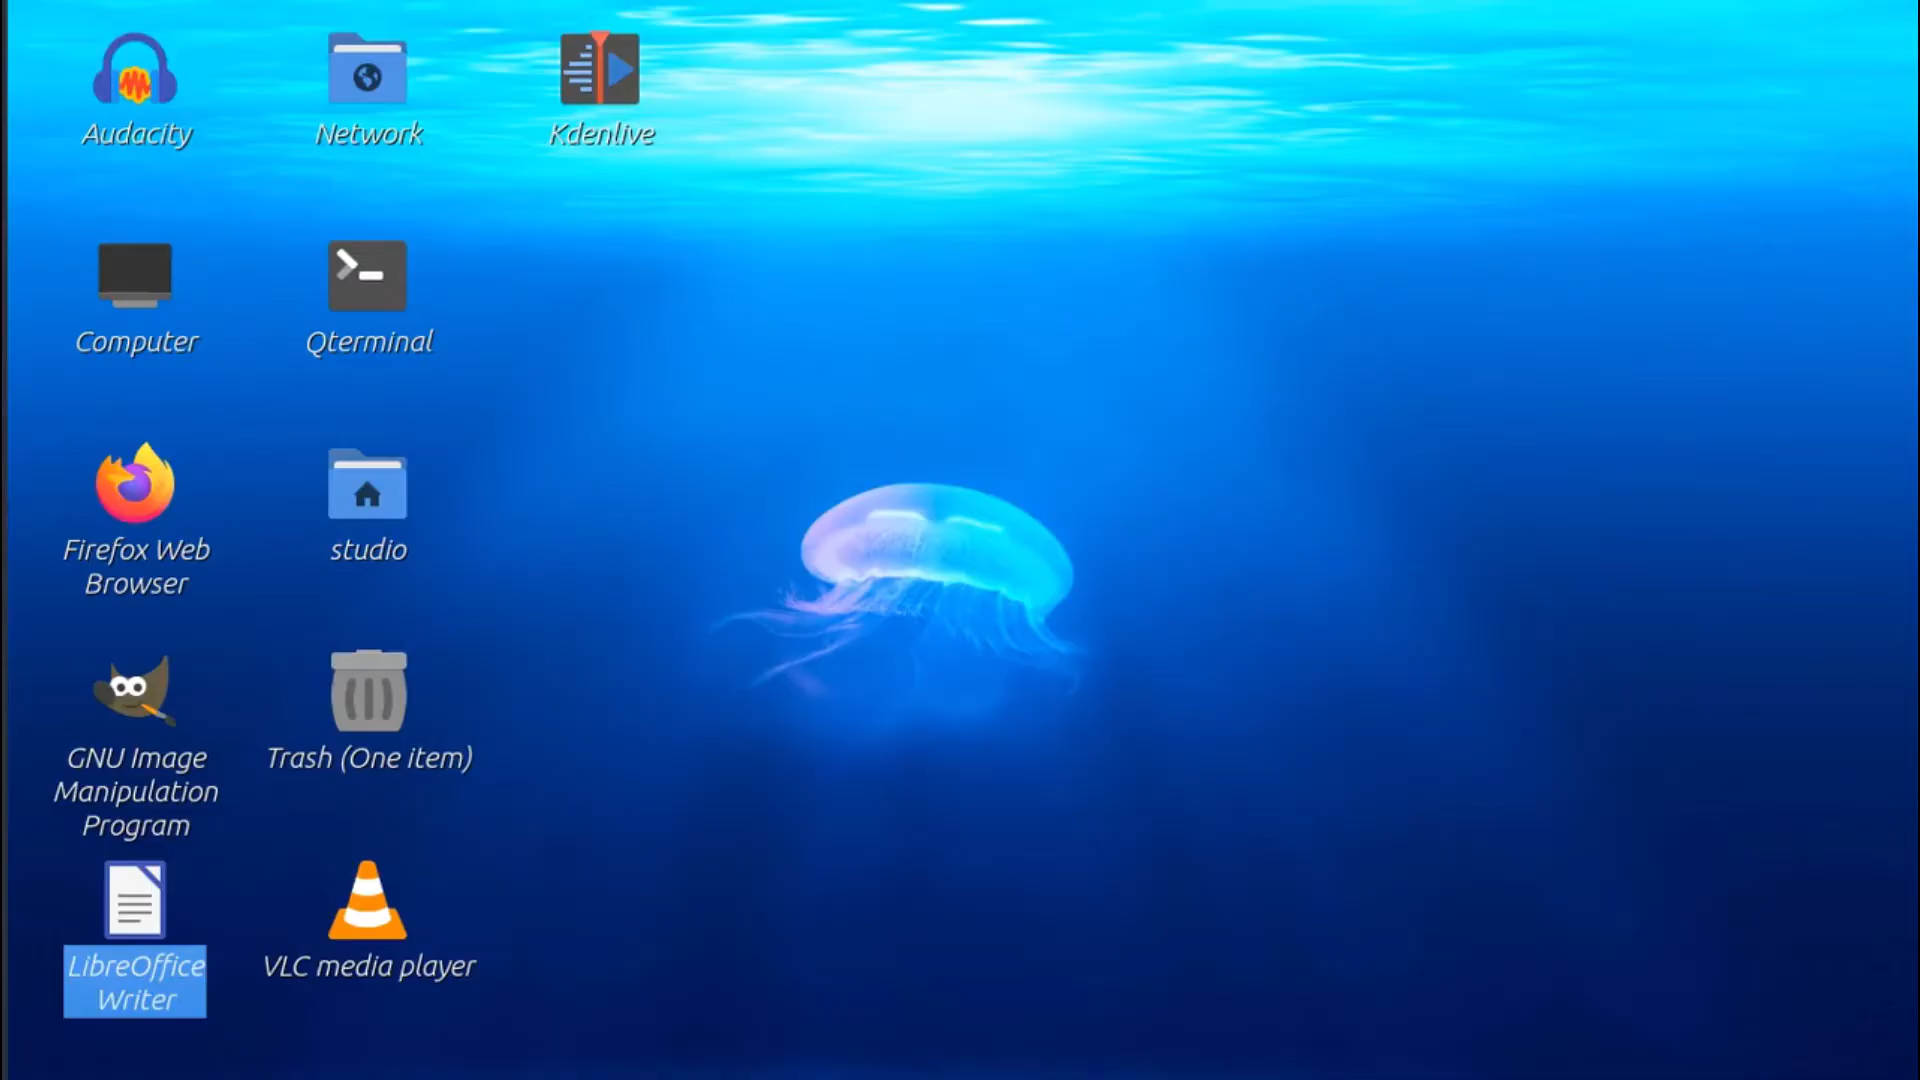 Audacity
Network
Kdenlive
Computer
Qterminal
Firefox Web
Browser
studio
GNU Image
Manipulation
Program
Trash (One item)
LibreOffice
Writer
VLC media player